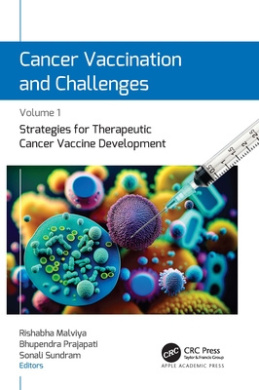 Cancer Vaccination
and Challenges
Volume 1
Strategies for Therapeutic
Cancer Vaccine Development
Rishabha Malviya
Bhupendra Prajapati
Sonali Sundram
Editors
CRC
CRC Press
Taylor & Francis Group
APPLE ACADEMIC PRESS